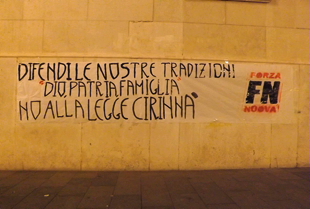 DIFENDI LE NOSTRE TRADIZIONI
"DIO, PATRIA, FAMIGLIA"
NO ALLA LEGGE CIRINNÀ
FORZA
FN
NUOVA